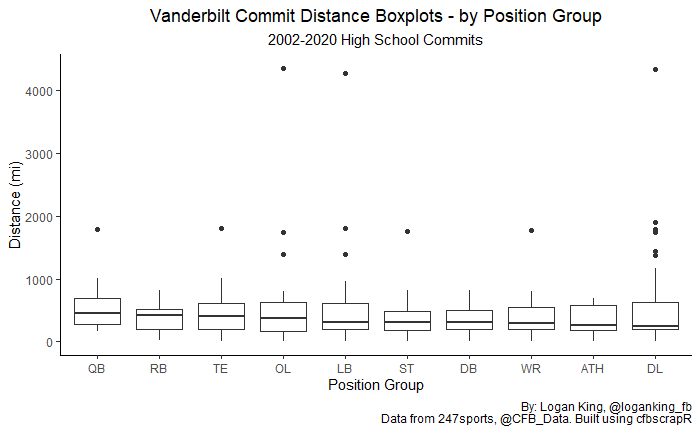 Vanderbilt Commit Distance Boxplots - by Position Group
2002-2020 High School Commits
Distance (mi)
4000
3000
2000
1000
0
QB RB TE OL LB ST DB WR ATH DL
Position Group
By: Logan King, @loganking_fb
Data from 247sports, @CFB_Data. Built using cfbscrapR